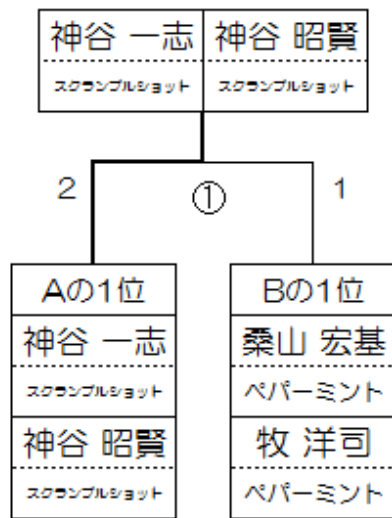 神谷 一志 神谷 昭賢
スクランブルショット スクランブルショット
2 ① 1
Aの1位 Bの1位
神谷 一志 桑山 宏基
スクランブルショット ペパーミント
神谷 昭賢 牧 洋司
スクランブルショット ペパーミント